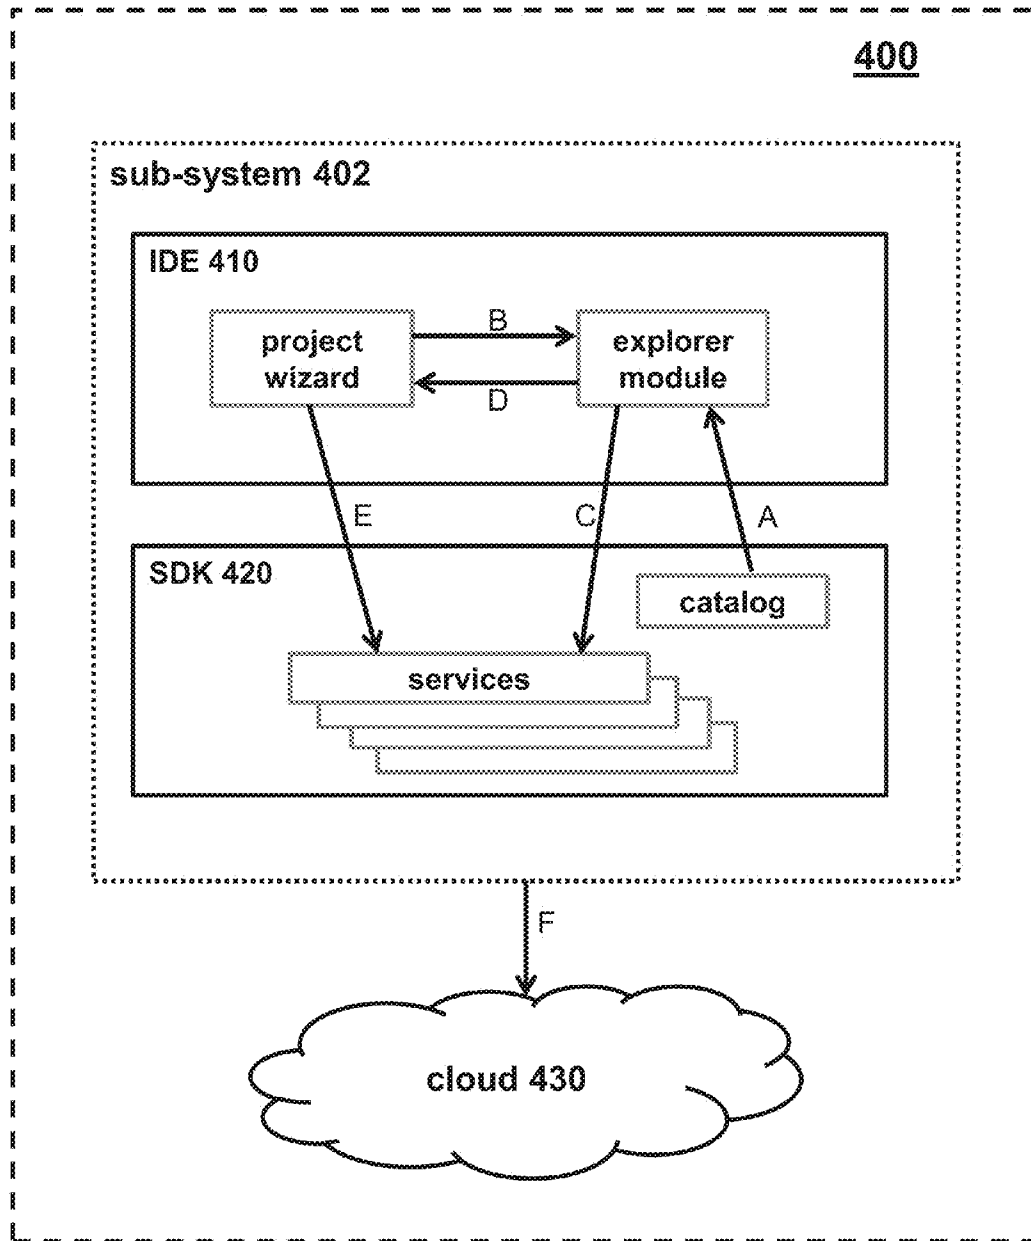 400
sub-system 402
IDE 410
project
wizard
B
explorer
module
D
E
C
A
SDK 420
catalog
services
F
cloud 430